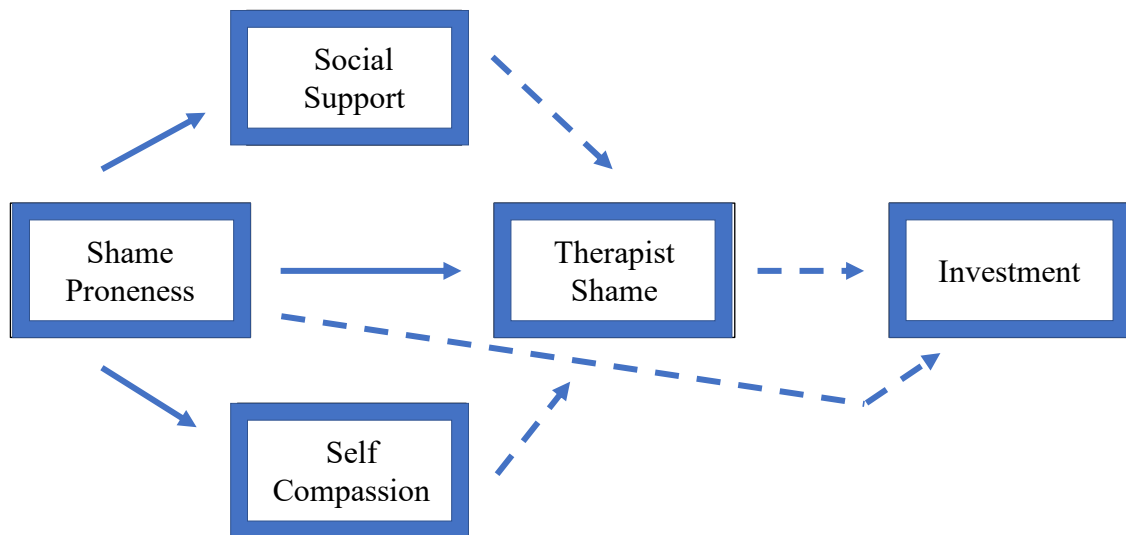 Social
Support
Shame
Proneness
Therapist
Shame
Investment
Self
Compassion